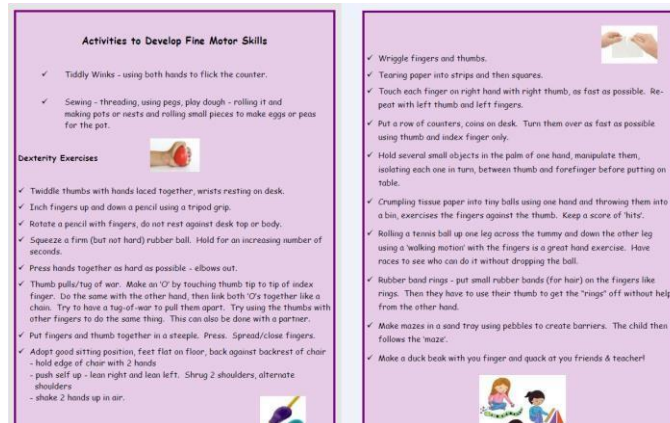 Activities to Develop Fine Motor Skills
✓ Tiddly Winks - using both hands to flick the counter.
✓ Sewing - threading, using pegs, play dough - rolling it and
making pots or nests and rolling small pieces to make eggs or peas
for the pot.
Dexterity Exercises
✓ Twiddle thumbs with hands laced together, wrists resting on desk.
✓ Inch fingers up and down a pencil using a tripod grip.
✓ Rotate a pencil with fingers, do not rest against desk top or body.
✓ Squeeze a firm (but not hard) rubber ball. Hold for an increasing number of
seconds.
✓ Press hands together as hard as possible - elbows out.
✓ Thumb pulls/tug of war. Make an 'O' by touching thumb tip to tip of index
finger. Do the same with the other hand, then link both 'O's together like a
chain. Try to have a tug-of-war to pull them apart. Try using the thumbs with
other fingers to do the same thing. This can also be done with a partner.
✓ Put fingers and thumb together in a steeple. Press. Spread/close fingers.
✓ Adopt good sitting position, feet flat on floor, back against backrest of chair
- hold edge of chair with 2 hands
- push self up - lean right and lean left. Shrug 2 shoulders, alternate
shoulders
- shake 2 hands up in air.
✓ Wriggle fingers and thumbs.
✓ Tearing paper into strips and then squares.
✓ Touch each finger on right hand with right thumb, as fast as possible. Re-
peat with left thumb and left fingers.
✓ Put a row of counters, coins on desk. Turn them over as fast as possible
using thumb and index finger only.
✓ Hold several small objects in the palm of one hand, manipulate them,
isolating each one in turn, between thumb and forefinger before putting on
table.
✓ Crumpling tissue paper into tiny balls using one hand and throwing them into
a bin, exercises the fingers against the thumb. Keep a score of 'hits'.
✓ Rolling a tennis ball up one leg across the tummy and down the other leg
using a 'walking motion' with the fingers is a great hand exercise. Have
races to see who can do it without dropping the ball.
✓ Rubber band rings - put small rubber bands (for hair) on the fingers like
rings. Then they have to use their thumb to get the "rings" off without help
from the other hand.
✓ Make mazes in a sand tray using pebbles to create barriers. The child then
follows the 'maze'.
✓ Make a duck beak with you finger and quack at you friends & teacher!